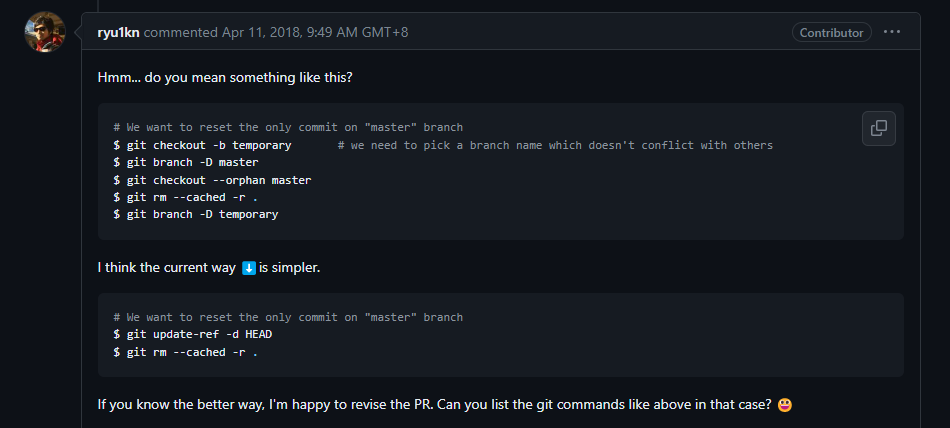 ryu1kn commented Apr 11, 2018, 9:49 AM GMT+8 Contributor ...
Hmm... do you mean something like this?
# We want to reset the only commit on "master" branch
$ git checkout -b temporary       # we need to pick a branch name which doesn't conflict with others
$ git branch -D master
$ git checkout --orphan master
$ git rm --cached -r .
$ git branch -D temporary
I think the current way ⬇️ is simpler.
# We want to reset the only commit on "master" branch
$ git update-ref -d HEAD
$ git rm --cached -r .
If you know the better way, I'm happy to revise the PR. Can you list the git commands like above in that case? 😃